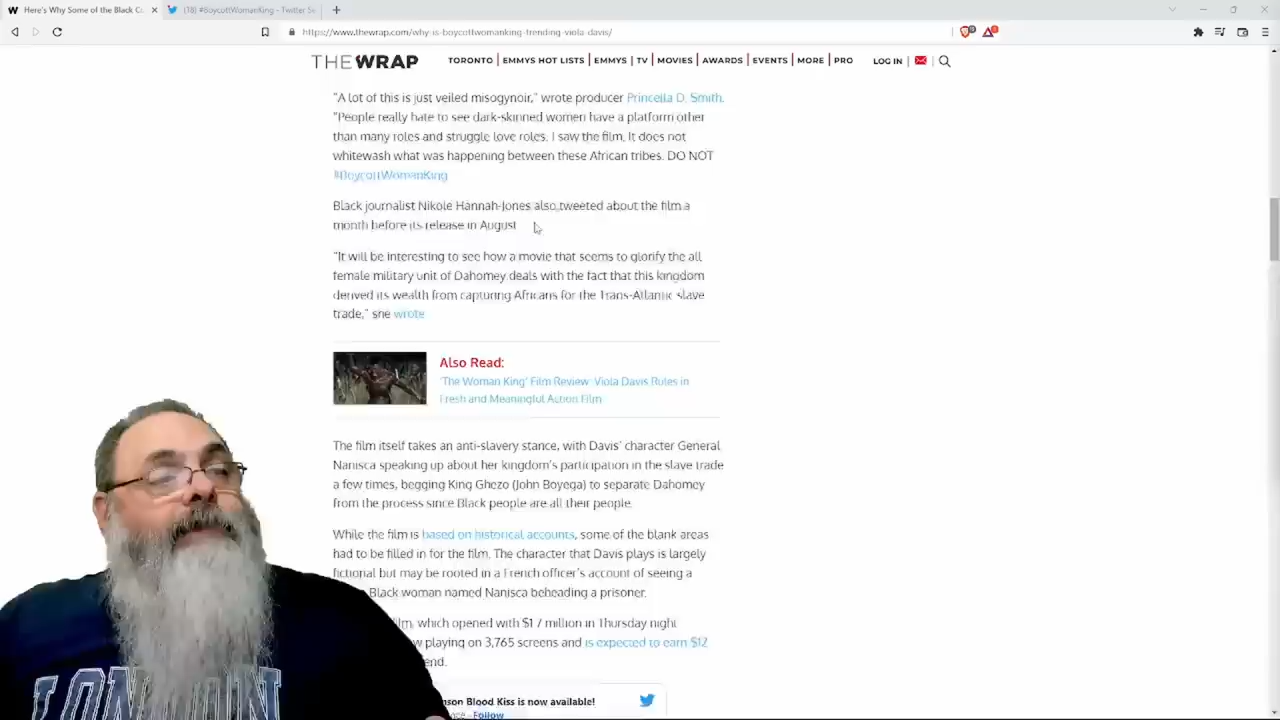 Here's Why Some of the Black C
(18) #BoycottWomanKing - Twitter Se
https://www.thewrap.com/why-is-boycottwomanking-trending-viola-davis/
THEWRAP
TORONTO | EMMYS HOT LISTS | EMMYS | TV | MOVIES | AWARDS | EVENTS | MORE | PRO
LOG IN
"A lot of this is just veiled misogynoir," wrote producer Princella D. Smith.
"People really hate to see dark-skinned women have a platform other
than many roles and struggle love roles. I saw the film. It does not
whitewash what was happening between these African tribes. DO NOT
#BoycottWomanKing
Black journalist Nikole Hannah-Jones also tweeted about the film a
month before its release in August
"It will be interesting to see how a movie that seems to glorify the all
female military unit of Dahomey deals with the fact that this kingdom
derived its wealth from capturing Africans for the Trans-Atlantic slave
trade," she wrote
Also Read:
'The Woman King' Film Review: Viola Davis Rules in
Fresh and Meaningful Action Film
The film itself takes an anti-slavery stance, with Davis' character General
Nanisca speaking up about her kingdom's participation in the slave trade
a few times, begging King Ghezo (John Boyega) to separate Dahomey
from the process since Black people are all their people.
While the film is based on historical accounts, some of the blank areas
had to be filled in for the film. The character that Davis plays is largely
fictional but may be rooted in a French officer's account of seeing a
Black woman named Nanisca beheading a prisoner.
film, which opened with $1.7 million in Thursday night
playing on 3,765 screens and is expected to earn $12
end.
son Blood Kiss is now available!
Follow
LONDON